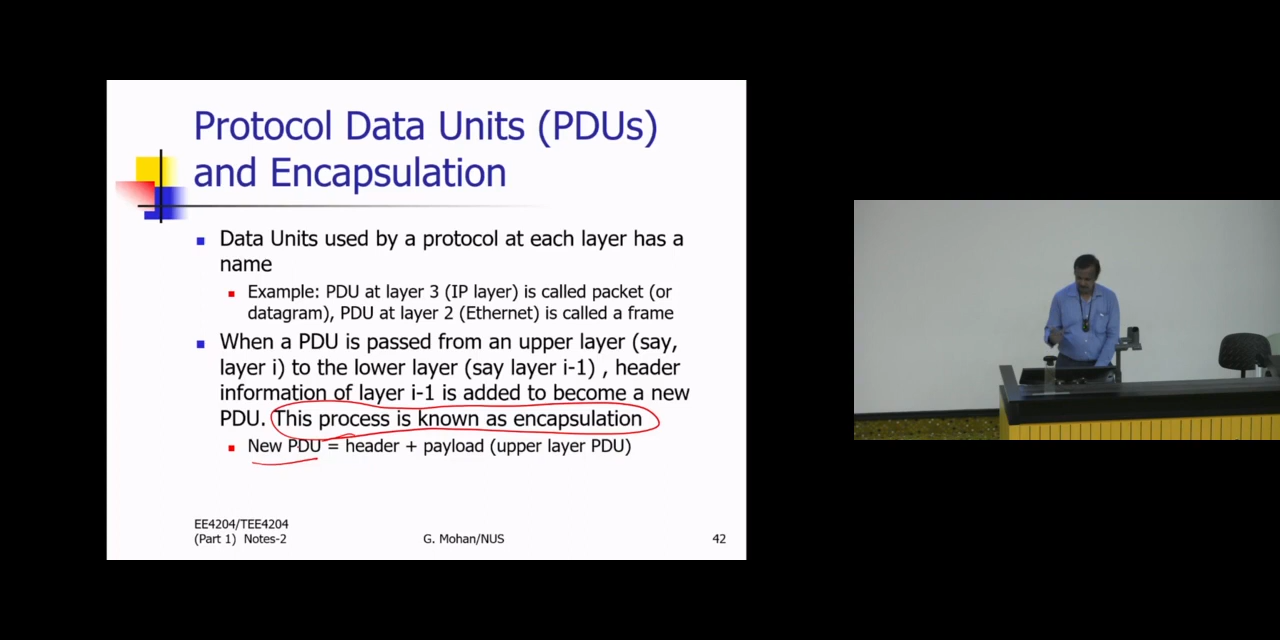 Protocol Data Units (PDUs)
and Encapsulation
Data Units used by a protocol at each layer has a
name
Example: PDU at layer 3 (IP layer) is called packet (or
datagram), PDU at layer 2 (Ethernet) is called a frame
When a PDU is passed from an upper layer (say,
layer i) to the lower layer (say layer i-1) , header
information of layer i-1 is added to become a new
PDU. This process is known as encapsulation
New PDU = header + payload (upper layer PDU)
EE4204/TEE4204
(Part 1) Notes-2
G. Mohan/NUS
42